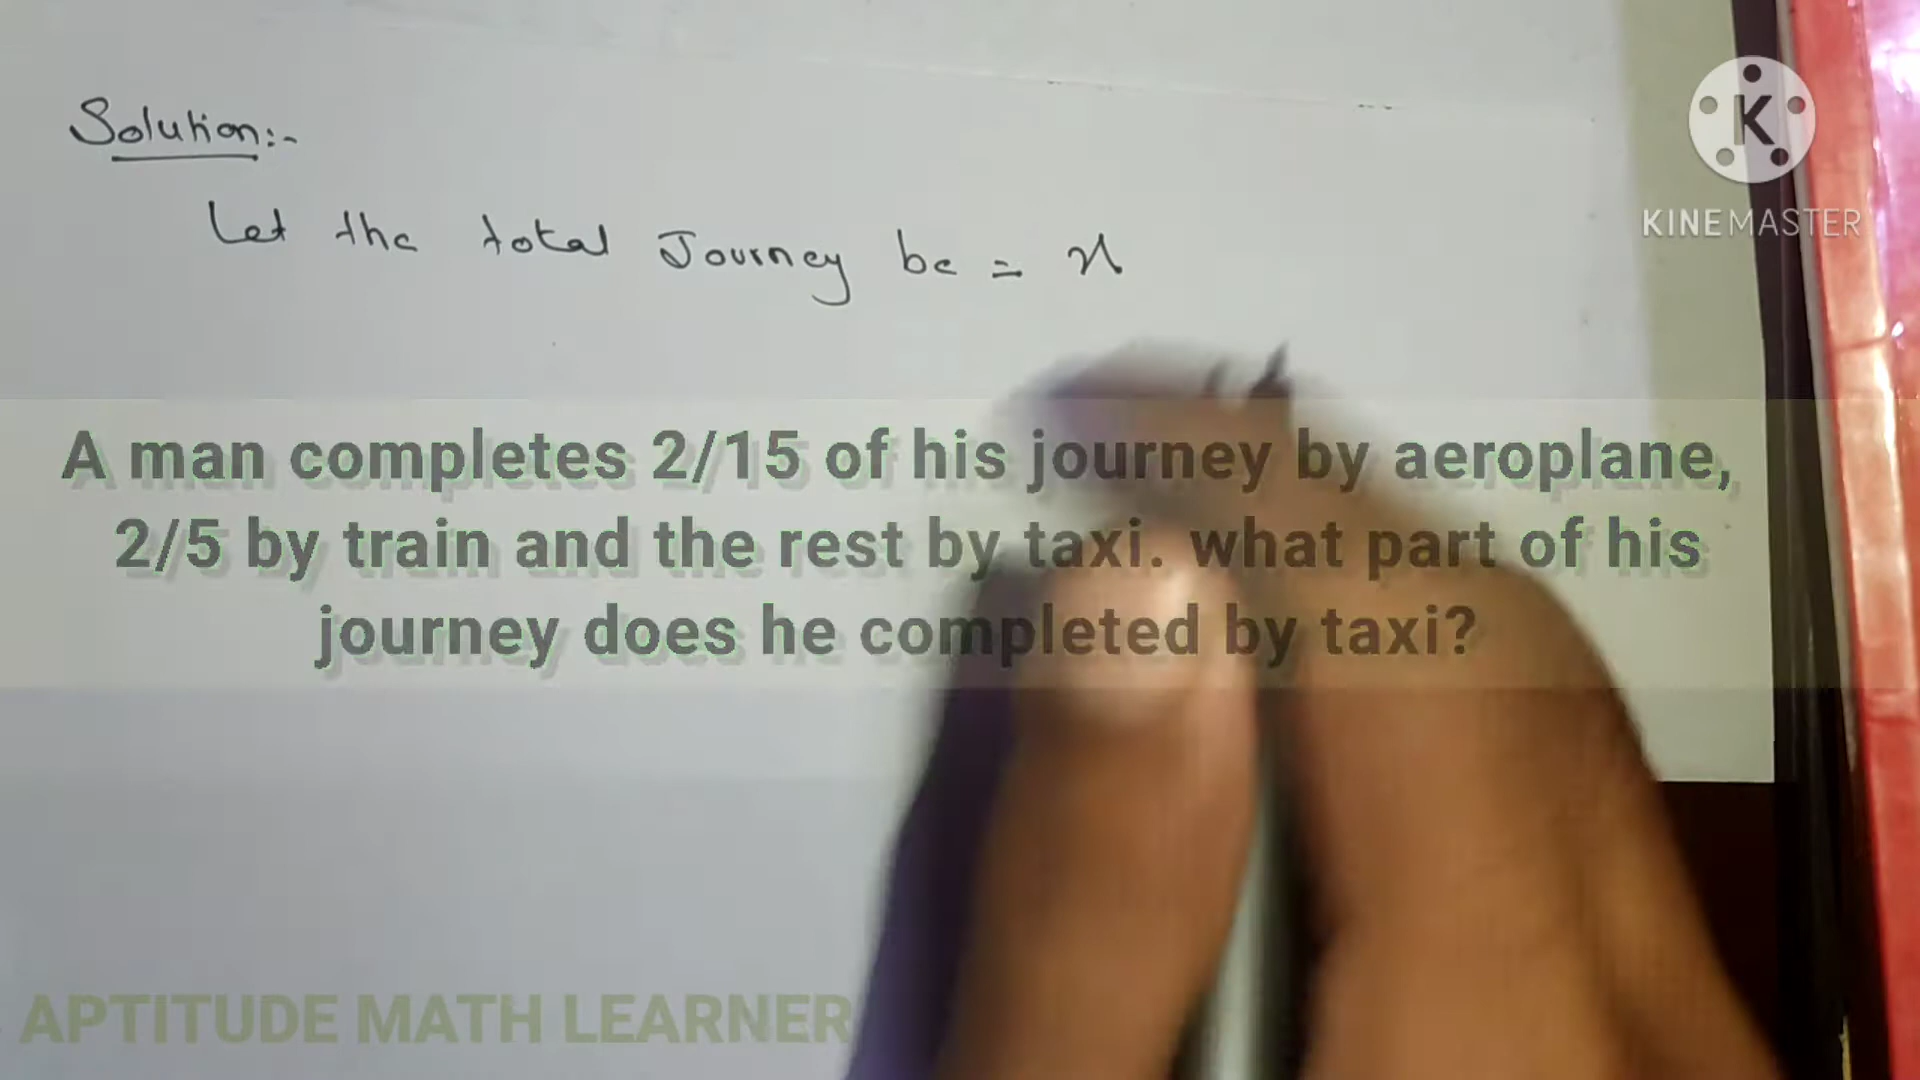 Solution:-
Let the total Journey be = x
K
KINEMASTER
A man completes 2/15 of his journey by aeroplane,
2/5 by train and the rest by taxi. what part of his
journey does he completed by taxi?
APTITUDE MATH LEARNER